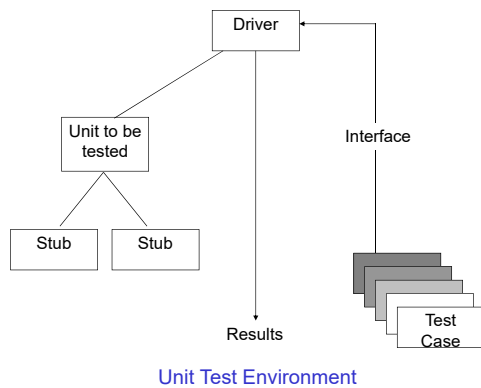 Driver
Unit to be
tested
Interface
Stub
Stub
Results
Test
Case
Unit Test Environment